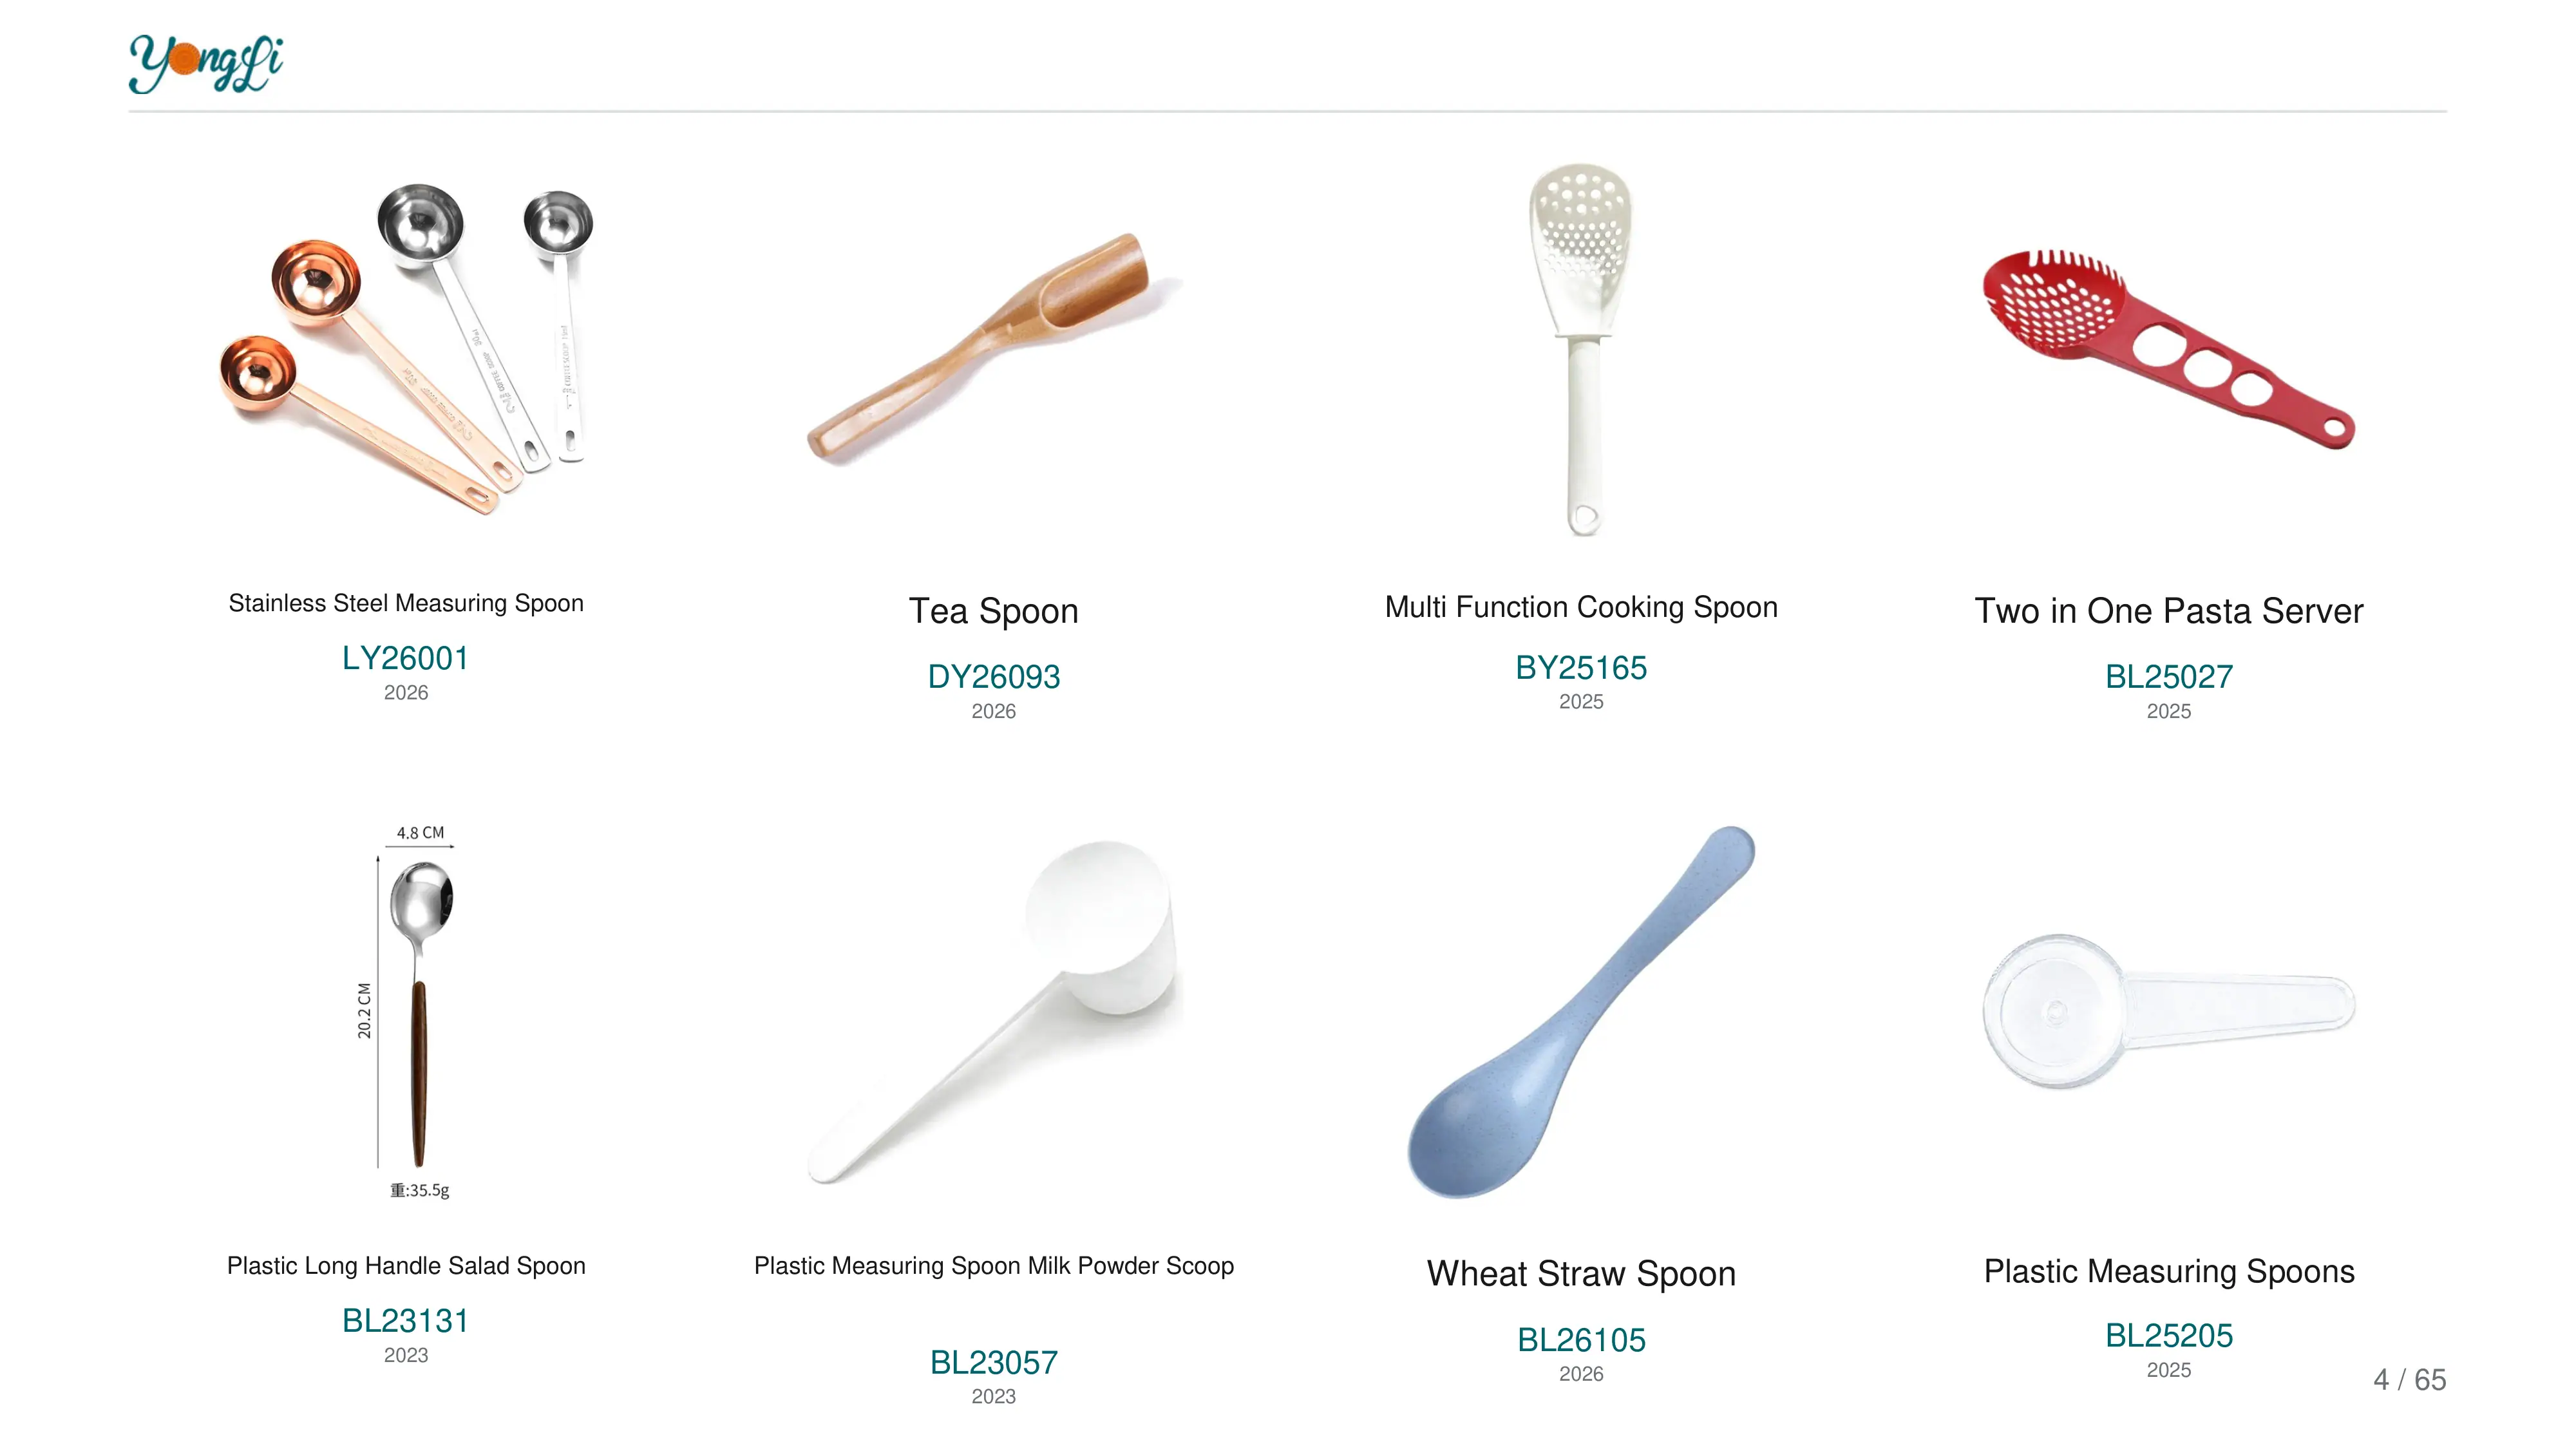 YongLi
Stainless Steel Measuring Spoon
LY26001
2026
Tea Spoon
DY26093
2026
Multi Function Cooking Spoon
BY25165
2025
Two in One Pasta Server
BL25027
2025
4.8 CM
20.2 CM
重:35.5g
Plastic Long Handle Salad Spoon
BL23131
2023
Plastic Measuring Spoon Milk Powder Scoop
BL23057
2023
Wheat Straw Spoon
BL26105
2026
Plastic Measuring Spoons
BL25205
2025
4 / 65